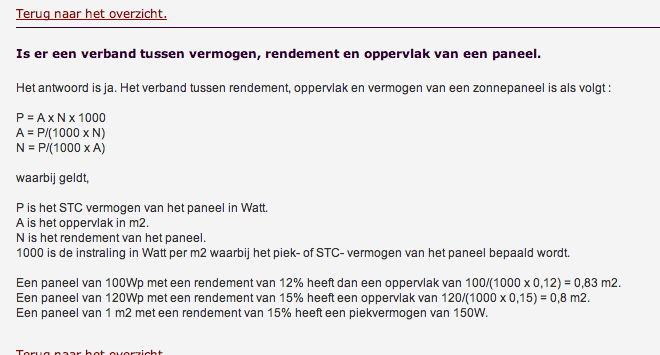 Terug naar het overzicht.
Is er een verband tussen vermogen, rendement en oppervlak van een paneel.
Het antwoord is ja. Het verband tussen rendement, oppervlak en vermogen van een zonnepaneel is als volgt :
P = A x N x 1000
A = P/(1000 x N)
N = P/(1000 x A)
waarbij geldt,
P is het STC vermogen van het paneel in Watt.
A is het oppervlak in m2.
N is het rendement van het paneel.
1000 is de instraling in Watt per m2 waarbij het piek- of STC- vermogen van het paneel bepaald wordt.
Een paneel van 100Wp met een rendement van 12% heeft dan een oppervlak van 100/(1000 x 0,12) = 0,83 m2.
Een paneel van 120Wp met een rendement van 15% heeft een oppervlak van 120/(1000 x 0,15) = 0,8 m2.
Een paneel van 1 m2 met een rendement van 15% heeft een piekvermogen van 150W.
Terug naar het overzicht